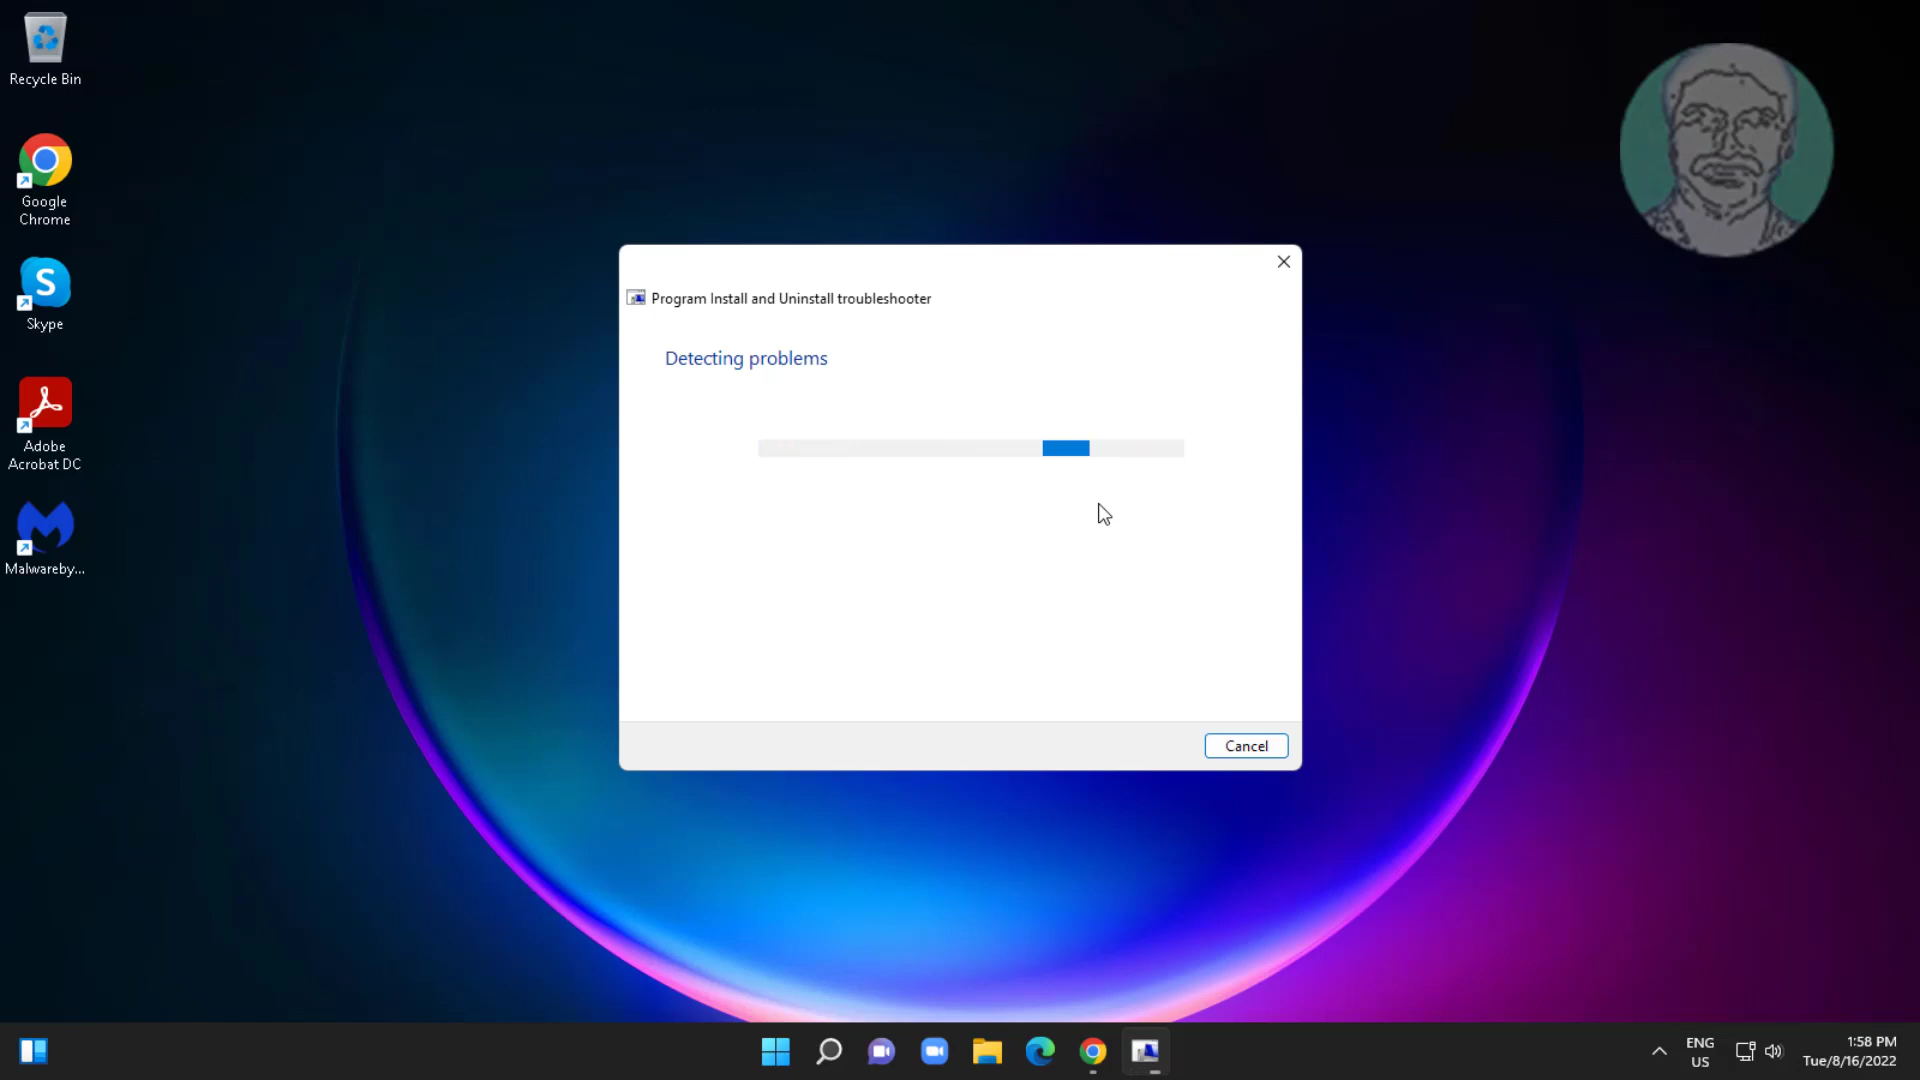 Recycle Bin
Google
Chrome
S
Skype
Adobe
Acrobat DC
Malwareby...
Program Install and Uninstall troubleshooter
Detecting problems
Cancel
ENG
US
1:58 PM
Tue/8/16/2022